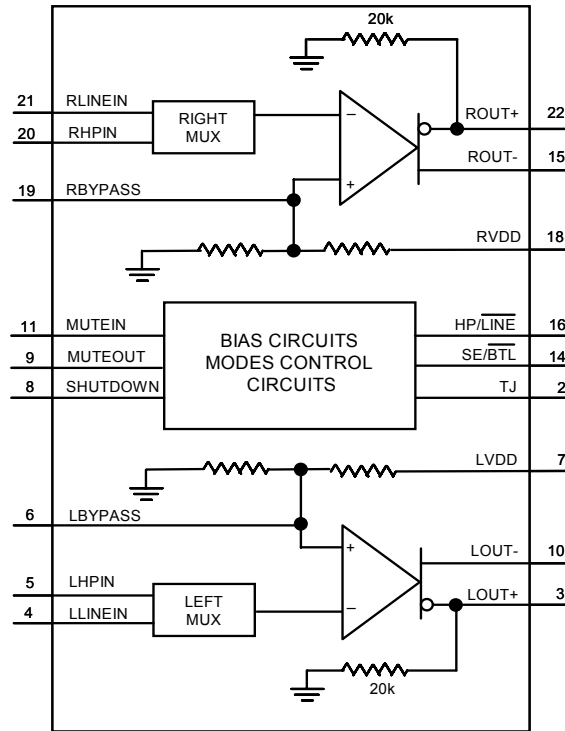 20k
21 RLINEIN
20 RHPIN
RIGHT
MUX
−
+
ROUT+ 22
ROUT- 15
19 RBYPASS
RVDD 18
11 MUTEIN
9 MUTEOUT
8 SHUTDOWN
BIAS CIRCUITS
MODES CONTROL
CIRCUITS
HP/LINE 16
SE/BTL 14
TJ 2
LVDD 7
6 LBYPASS
5 LHPIN
4 LLINEIN
LEFT
MUX
+
−
LOUT- 10
LOUT+ 3
20k